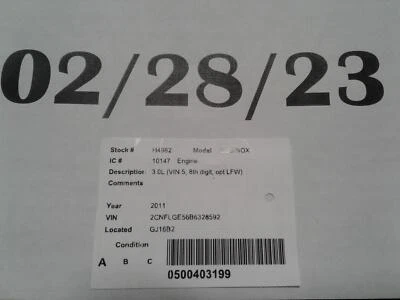 02/28/23
Stock # H4982 Model
IC # 10147 Engine
Description 3.0L (VIN 5, 8th digit, opt LFW)
Comments
Year 2011
VIN 2CNFLGE56B6328592
Located GJ16B2
Condition
A B C
0500403199